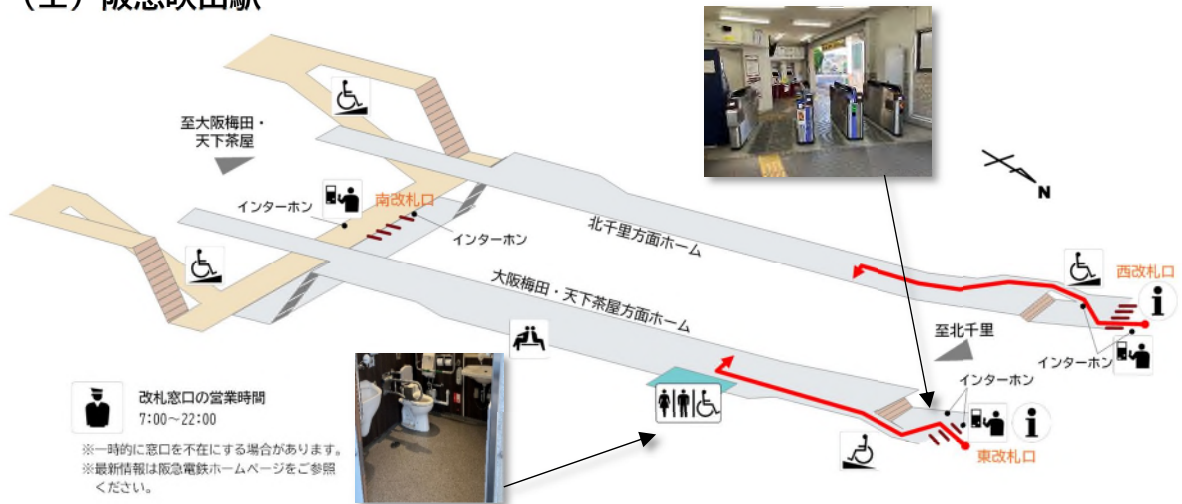 (工) 阪急吹田駅
至大阪梅田・
天下茶屋
インターホン
南改札口
インターホン
北千里方面ホーム
大阪梅田・天下茶屋方面ホーム
N
西改札口
至北千里
インターホン
インターホン
東改札口
改札窓口の営業時間
7:00～22:00
※一時的に窓口を不在にする場合があります。
※最新情報は阪急電鉄ホームページをご参照
ください。